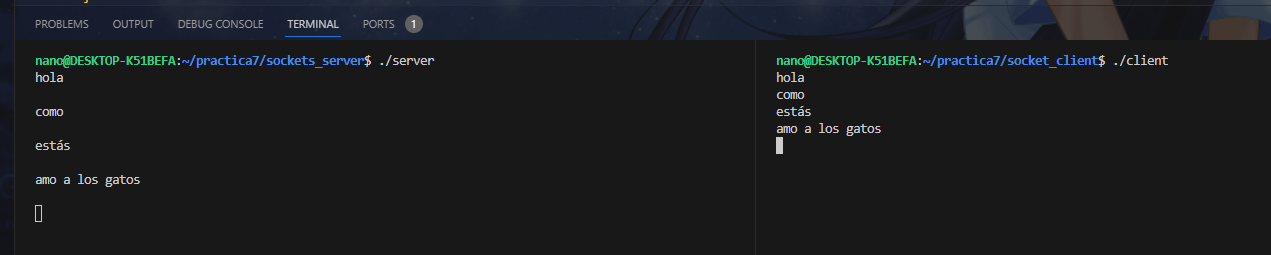 PROBLEMS OUTPUT DEBUG CONSOLE TERMINAL PORTS 1
nano@DESKTOP-K51BEFA:~/practica7/sockets_server$ ./server
hola
como
estás
amo a los gatos
nano@DESKTOP-K51BEFA:~/practica7/socket_client$ ./client
hola
como
estás
amo a los gatos